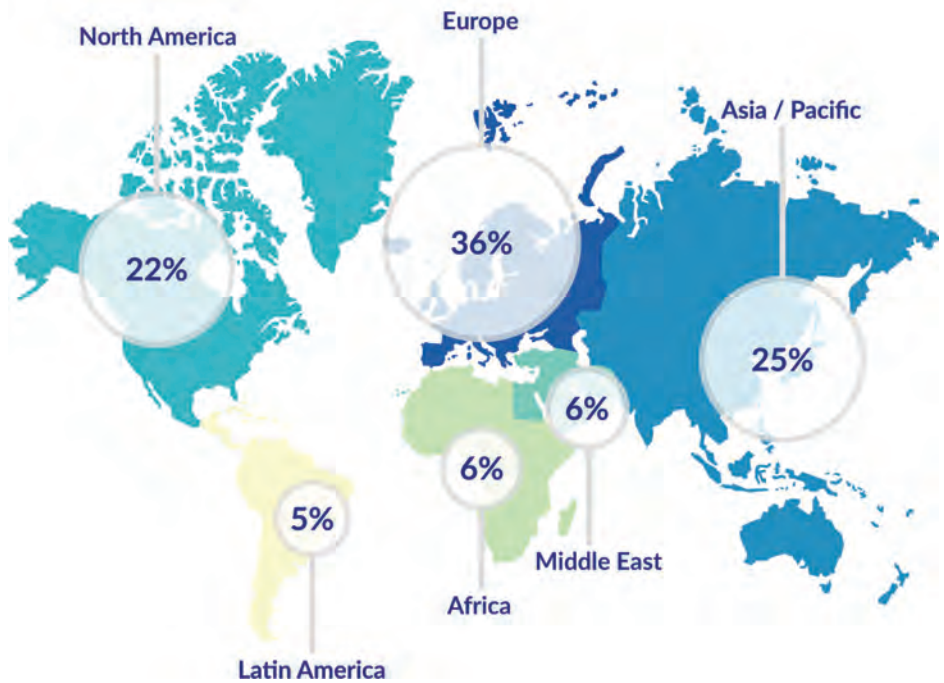 North America
Europe
Asia / Pacific
22%
36%
25%
6%
6%
5%
Middle East
Africa
Latin America